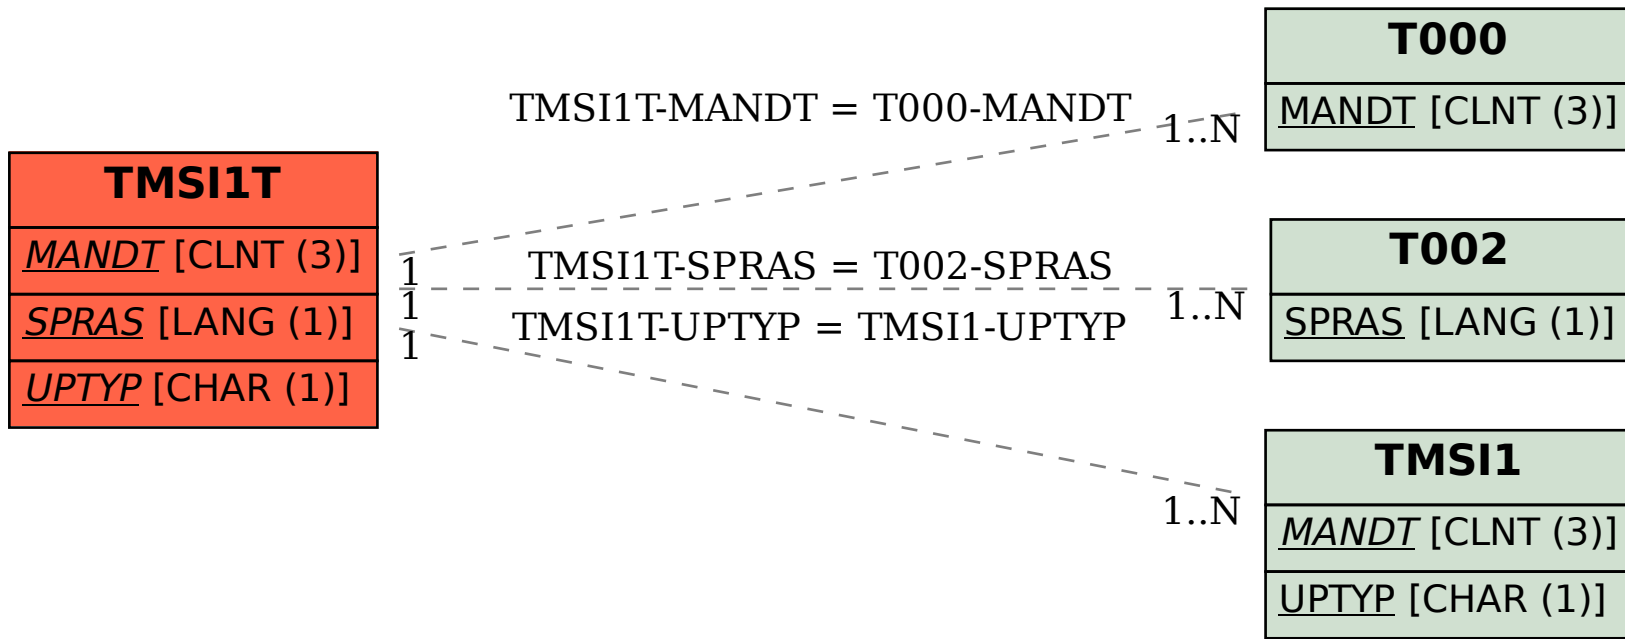 TMSI1T
MANDT [CLNT (3)]
SPRAS [LANG (1)]
UPTYP [CHAR (1)]
TMSI1T-MANDT = T000-MANDT
1
1..N
TMSI1T-SPRAS = T002-SPRAS
1
1..N
TMSI1T-UPTYP = TMSI1-UPTYP
1
1..N
T000
MANDT [CLNT (3)]
T002
SPRAS [LANG (1)]
TMSI1
MANDT [CLNT (3)]
UPTYP [CHAR (1)]